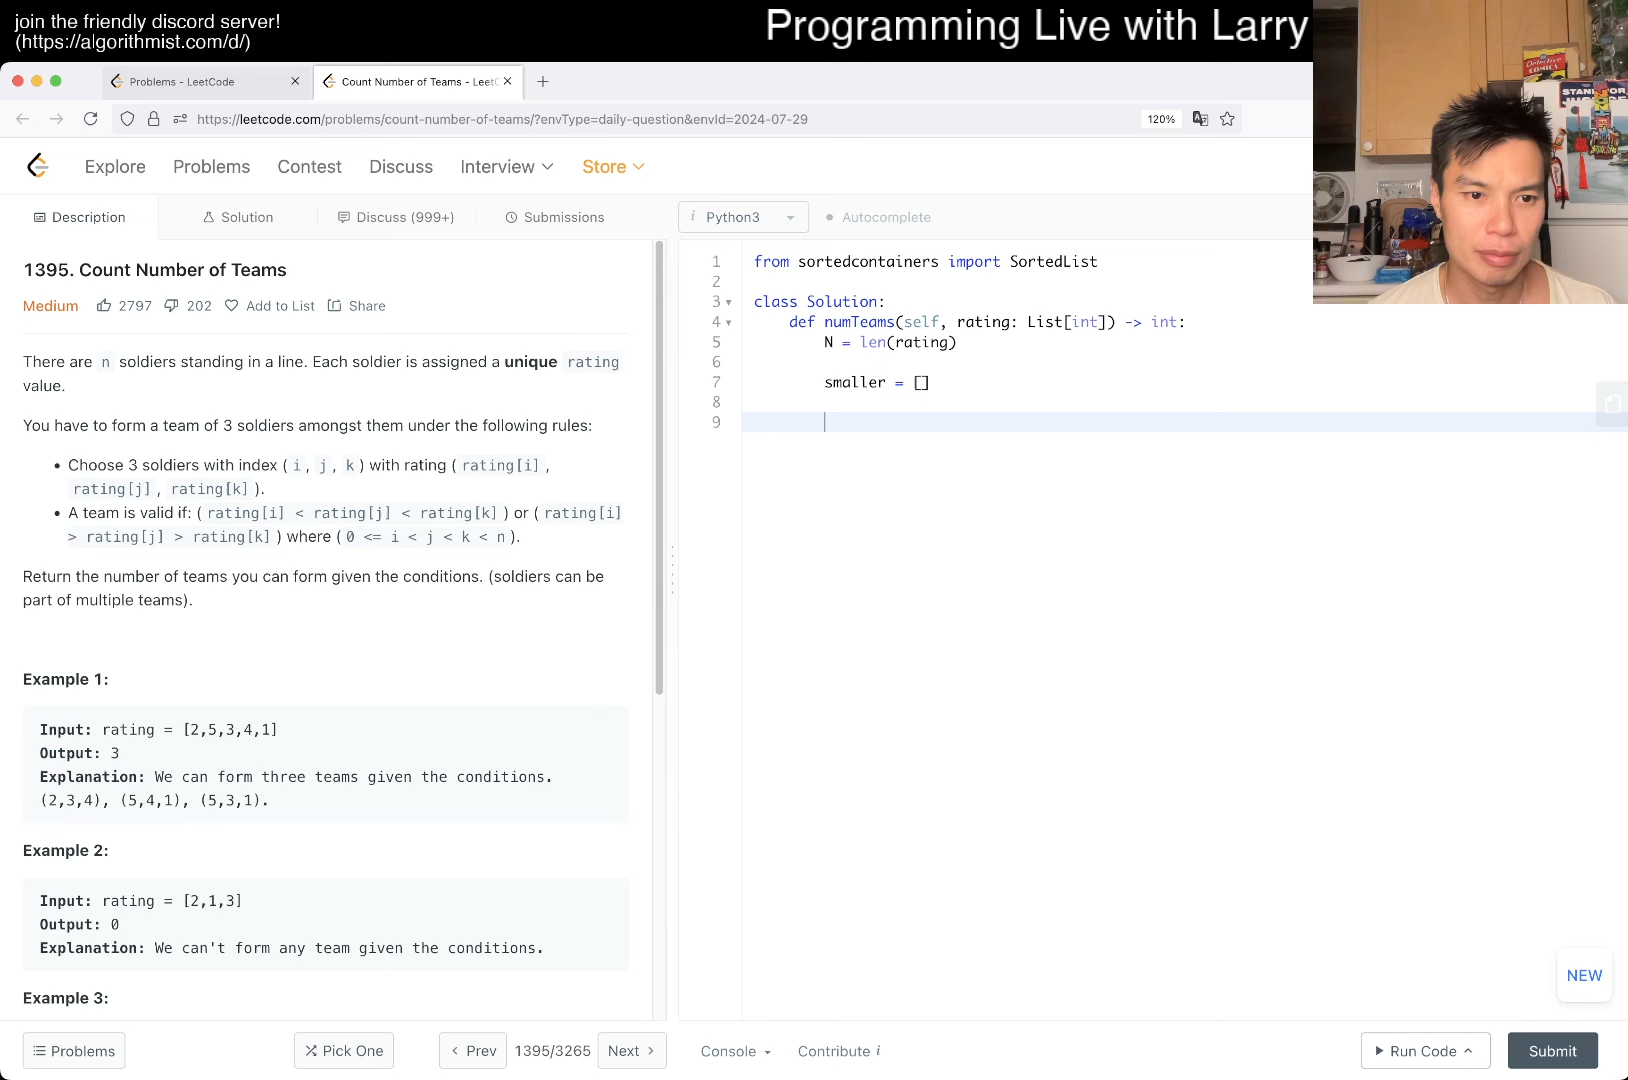 join the friendly discord server!
(https://algorithmist.com/d/)
Programming Live with Larry
Problems - LeetCode
Count Number of Teams - LeetC
https://leetcode.com/problems/count-number-of-teams/?envType=daily-question&envId=2024-07-29
120%
Explore
Problems
Contest
Discuss
Interview
Store
Description
Solution
Discuss (999+)
Submissions
i Python3
Autocomplete
1395. Count Number of Teams
Medium 2797 202 Add to List Share
There are n soldiers standing in a line. Each soldier is assigned a unique rating
value.
You have to form a team of 3 soldiers amongst them under the following rules:
• Choose 3 soldiers with index ( i , j , k ) with rating ( rating[i] ,
rating[j] , rating[k] ).
• A team is valid if: ( rating[i] < rating[j] < rating[k] ) or ( rating[i]
> rating[j] > rating[k] ) where ( 0 <= i < j < k < n ).
Return the number of teams you can form given the conditions. (soldiers can be
part of multiple teams).
Example 1:
Input: rating = [2,5,3,4,1]
Output: 3
Explanation: We can form three teams given the conditions.
(2,3,4), (5,4,1), (5,3,1).
Example 2:
Input: rating = [2,1,3]
Output: 0
Explanation: We can't form any team given the conditions.
Example 3:
1 from sortedcontainers import SortedList
2
3 class Solution:
4 def numTeams(self, rating: List[int]) -> int:
5 N = len(rating)
6
7 smaller = []
8
9
NEW
Problems
Pick One
< Prev
1395/3265
Next >
Console
Contribute i
Run Code
Submit
Detective
COMICS